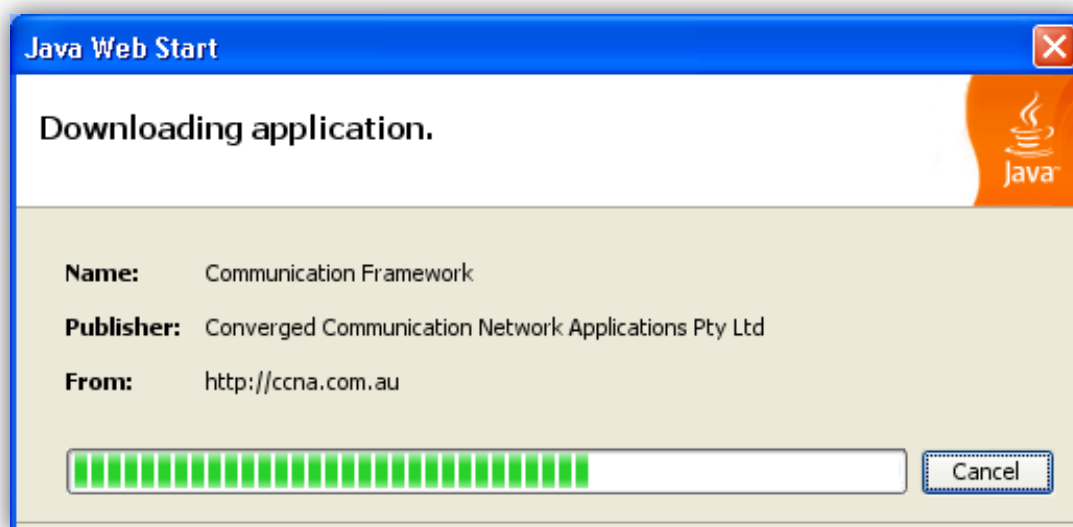 Java Web Start
Downloading application.
Java™
Name: Communication Framework
Publisher: Converged Communication Network Applications Pty Ltd
From: http://ccna.com.au
Cancel